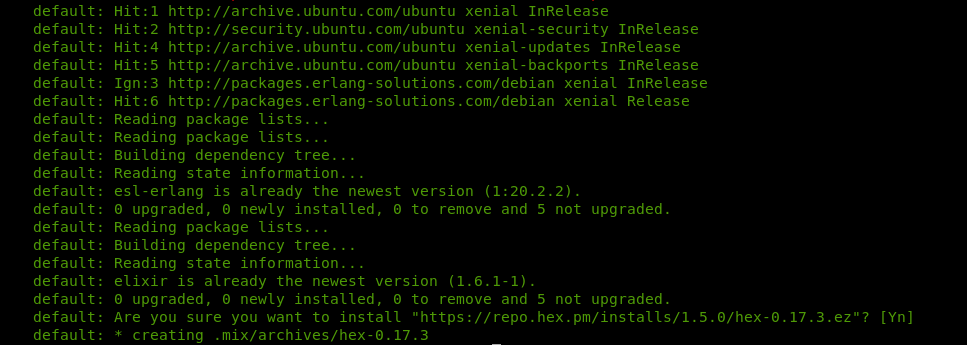 default: Hit:1 http://archive.ubuntu.com/ubuntu xenial InRelease
default: Hit:2 http://security.ubuntu.com/ubuntu xenial-security InRelease
default: Hit:4 http://archive.ubuntu.com/ubuntu xenial-updates InRelease
default: Hit:5 http://archive.ubuntu.com/ubuntu xenial-backports InRelease
default: Ign:3 http://packages.erlang-solutions.com/debian xenial InRelease
default: Hit:6 http://packages.erlang-solutions.com/debian xenial Release
default: Reading package lists...
default: Reading package lists...
default: Building dependency tree...
default: Reading state information...
default: esl-erlang is already the newest version (1:20.2.2).
default: 0 upgraded, 0 newly installed, 0 to remove and 5 not upgraded.
default: Reading package lists...
default: Building dependency tree...
default: Reading state information...
default: elixir is already the newest version (1.6.1-1).
default: 0 upgraded, 0 newly installed, 0 to remove and 5 not upgraded.
default: Are you sure you want to install "https://repo.hex.pm/installs/1.5.0/hex-0.17.3.ez"? [Yn]
default: * creating .mix/archives/hex-0.17.3